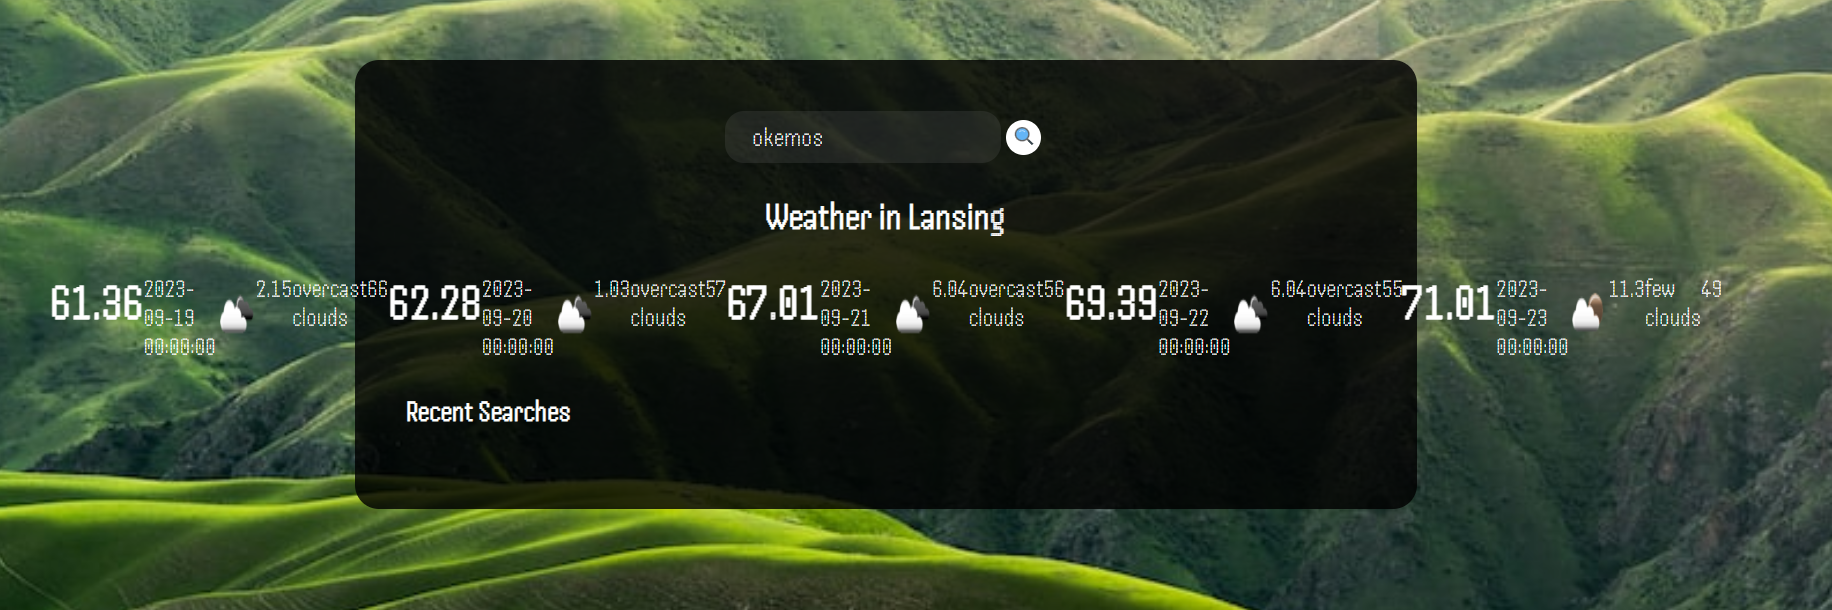 okemos
Weather in Lansing
61.36 2023- 2.15overcast66 62.28 2023- 1.03overcast57 67.01 2023- 6.04overcast56 69.39 2023- 6.04overcast55 71.01 2023- 11.3few 49
09-19 clouds 09-20 clouds 09-21 clouds 09-22 clouds 09-23 clouds
00:00:00 00:00:00 00:00:00 00:00:00 00:00:00
Recent Searches